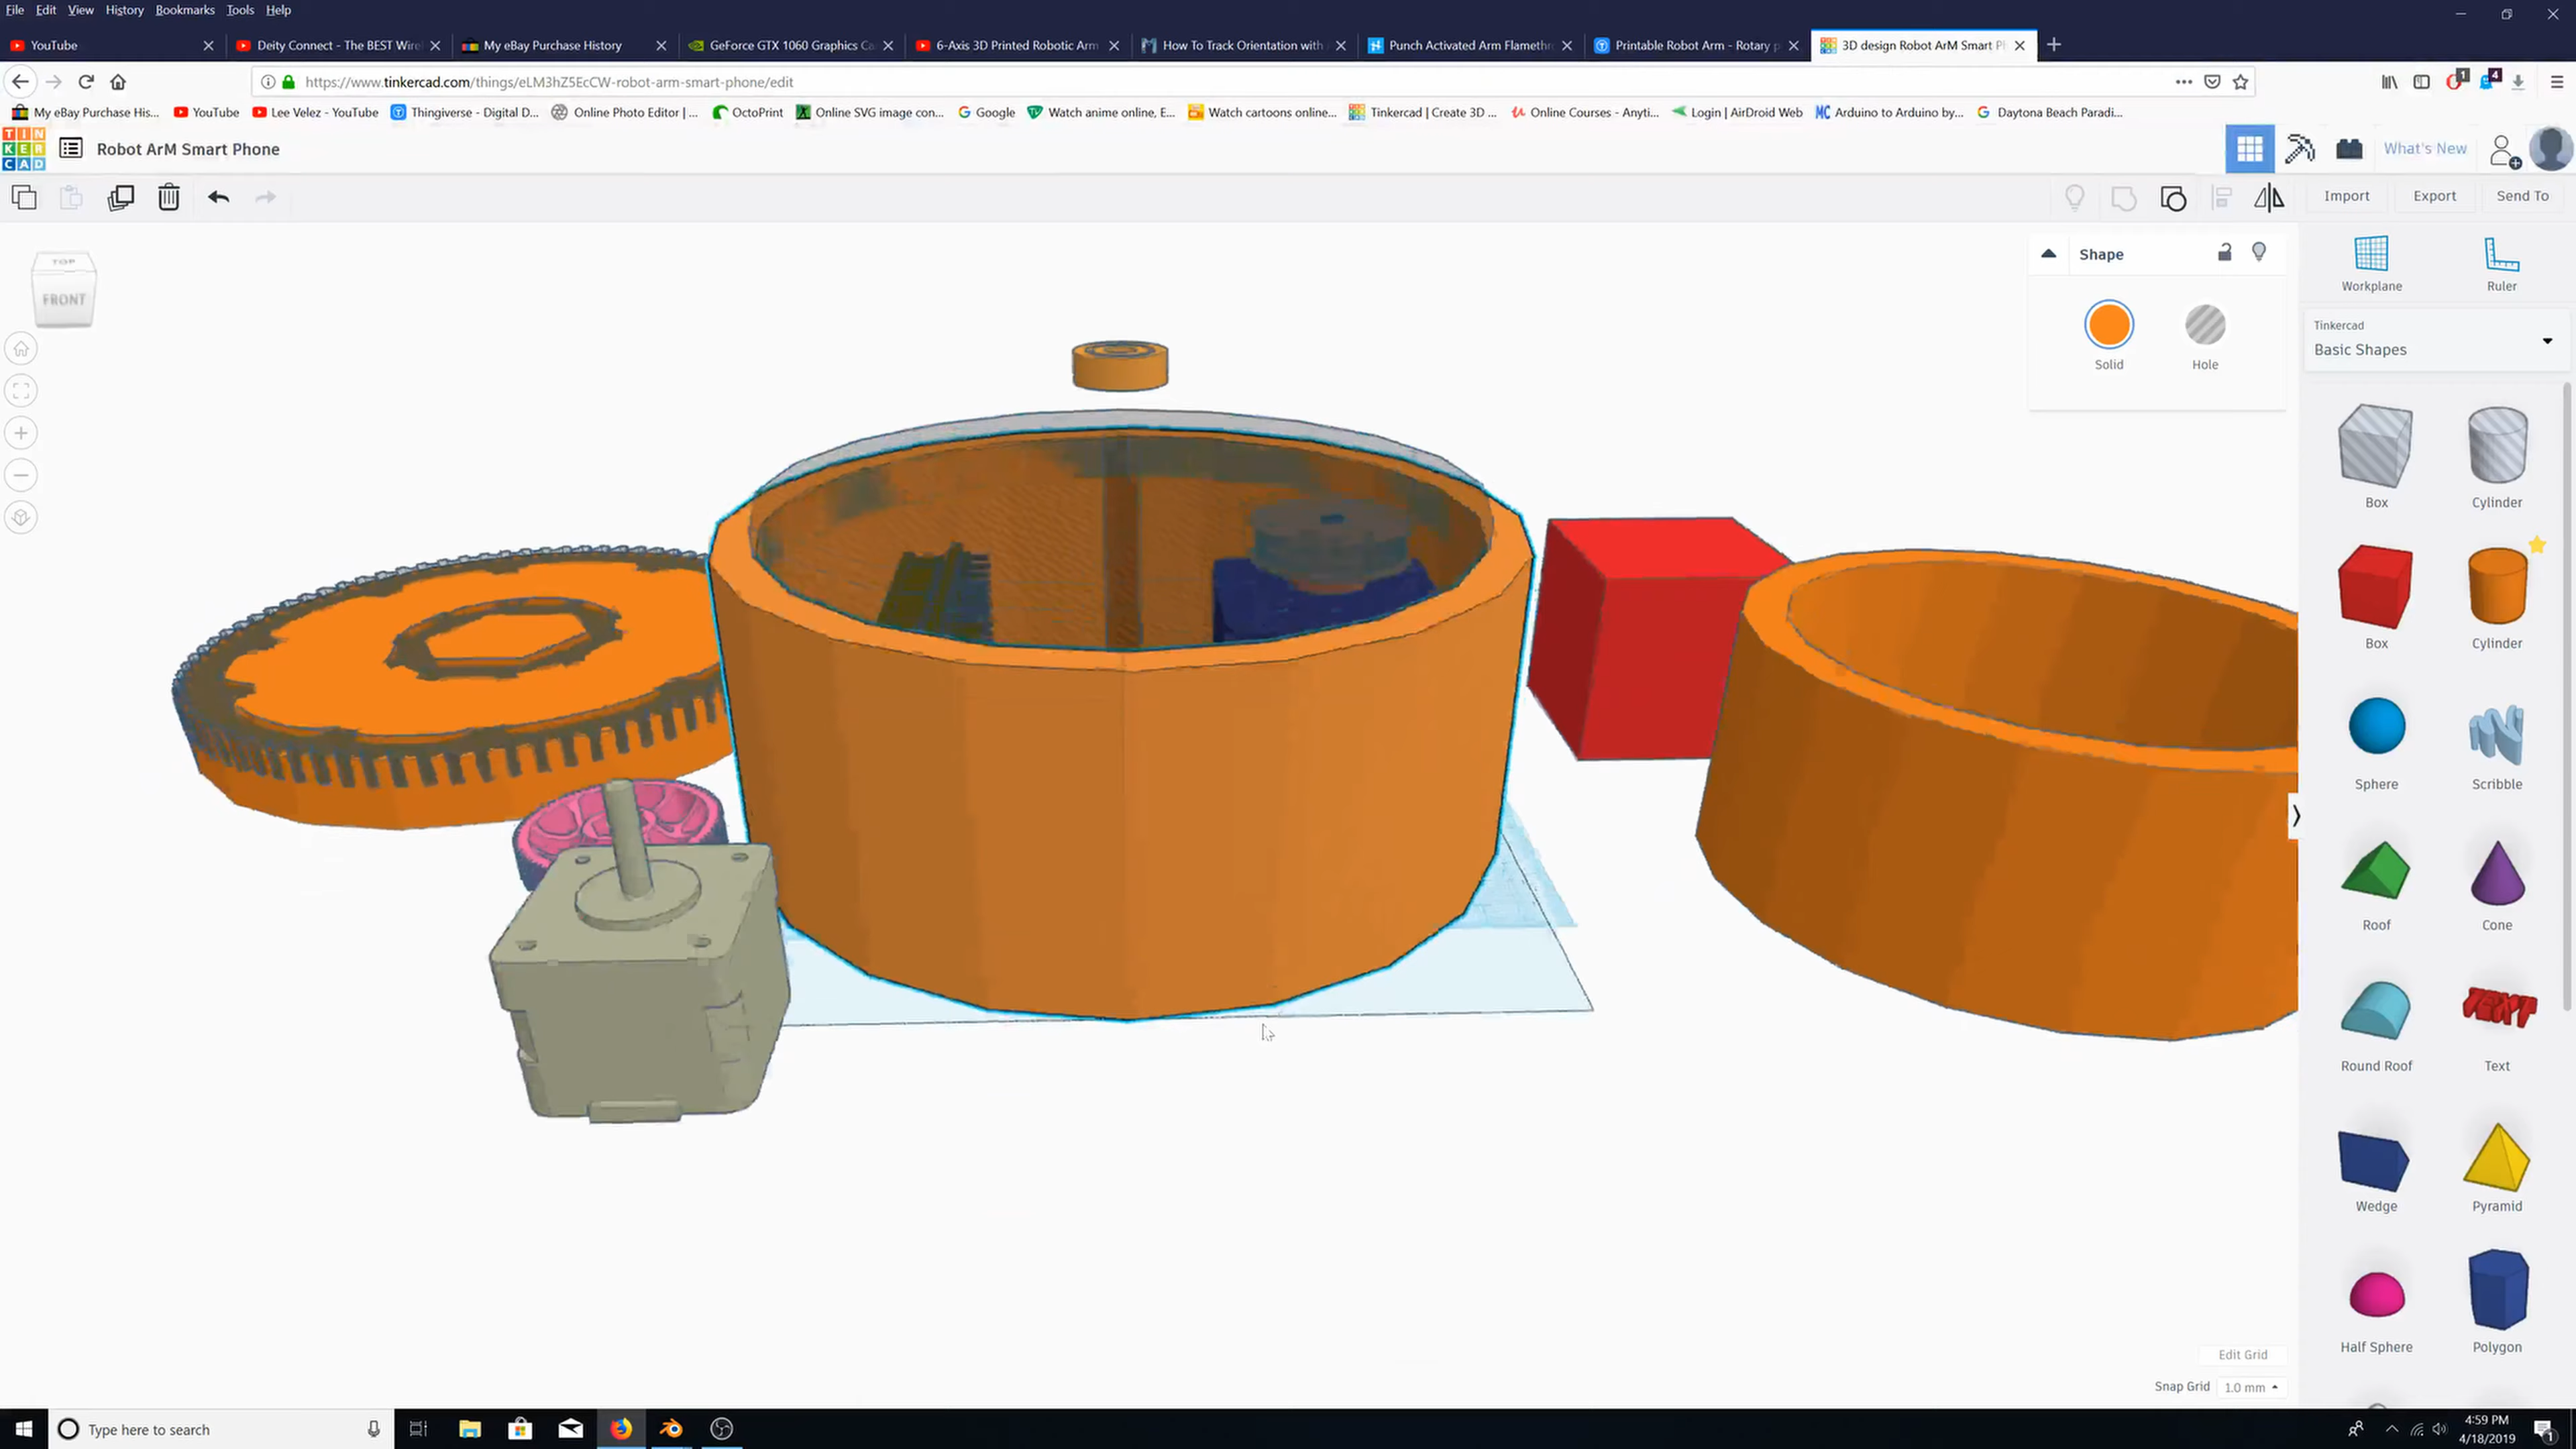 File Edit View History Bookmarks Tools Help
YouTube
Deity Connect - The BEST Wire
My eBay Purchase History
GeForce GTX 1060 Graphics Ca
6-Axis 3D Printed Robotic Arm
How To Track Orientation with
Punch Activated Arm Flamethr
Printable Robot Arm - Rotary p
3D design Robot ArM Smart Ph
https://www.tinkercad.com/things/eLM3hZ5EcCW-robot-arm-smart-phone/edit
1
4
My eBay Purchase His...
YouTube
Lee Velez - YouTube
Thingiverse - Digital D...
Online Photo Editor | ...
OctoPrint
Online SVG image con...
Google
Watch anime online, E...
Watch cartoons online...
Tinkercad | Create 3D ...
Online Courses - Anyti...
Login | AirDroid Web
MC Arduino to Arduino by...
Daytona Beach Paradi...
TIN
KER
CAD
Robot ArM Smart Phone
What's New
Import Export Send To
TOP
FRONT
Shape
Solid Hole
Workplane Ruler
Tinkercad
Basic Shapes
Box Cylinder
Box Cylinder
Sphere Scribble
Roof Cone
TEXT
Round Roof Text
Wedge Pyramid
Half Sphere Polygon
Edit Grid
Snap Grid 1.0 mm
Type here to search
4:59 PM
4/18/2019
1